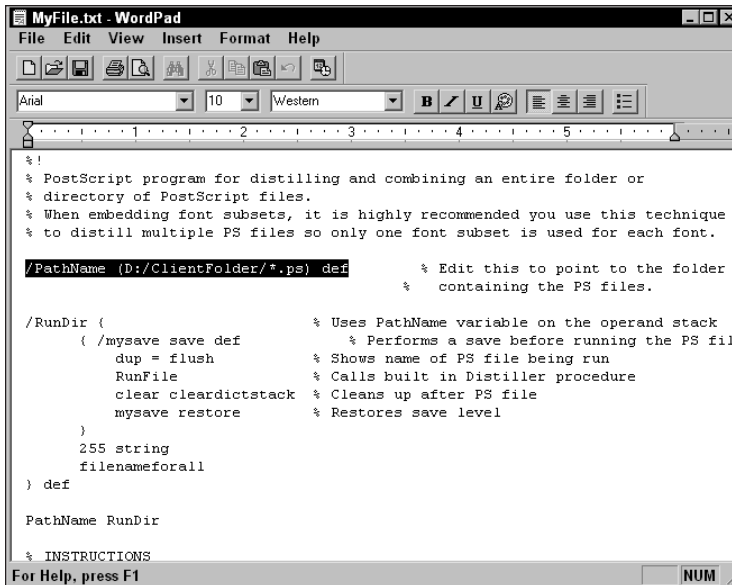 MyFile.txt - WordPad
File Edit View Insert Format Help
Arial 10 Western B I U
1 2 3 4 5
%!
% PostScript program for distilling and combining an entire folder or
% directory of PostScript files.
% When embedding font subsets, it is highly recommended you use this technique
% to distill multiple PS files so only one font subset is used for each font.
/PathName (D:/ClientFolder/*.ps) def % Edit this to point to the folder
% containing the PS files.
/RunDir { % Uses PathName variable on the operand stack
{ /mysave save def % Performs a save before running the PS fil
dup = flush % Shows name of PS file being run
RunFile % Calls built in Distiller procedure
clear cleardictstack % Cleans up after PS file
mysave restore % Restores save level
}
255 string
filenameforall
} def
PathName RunDir
% INSTRUCTIONS
For Help, press F1 NUM